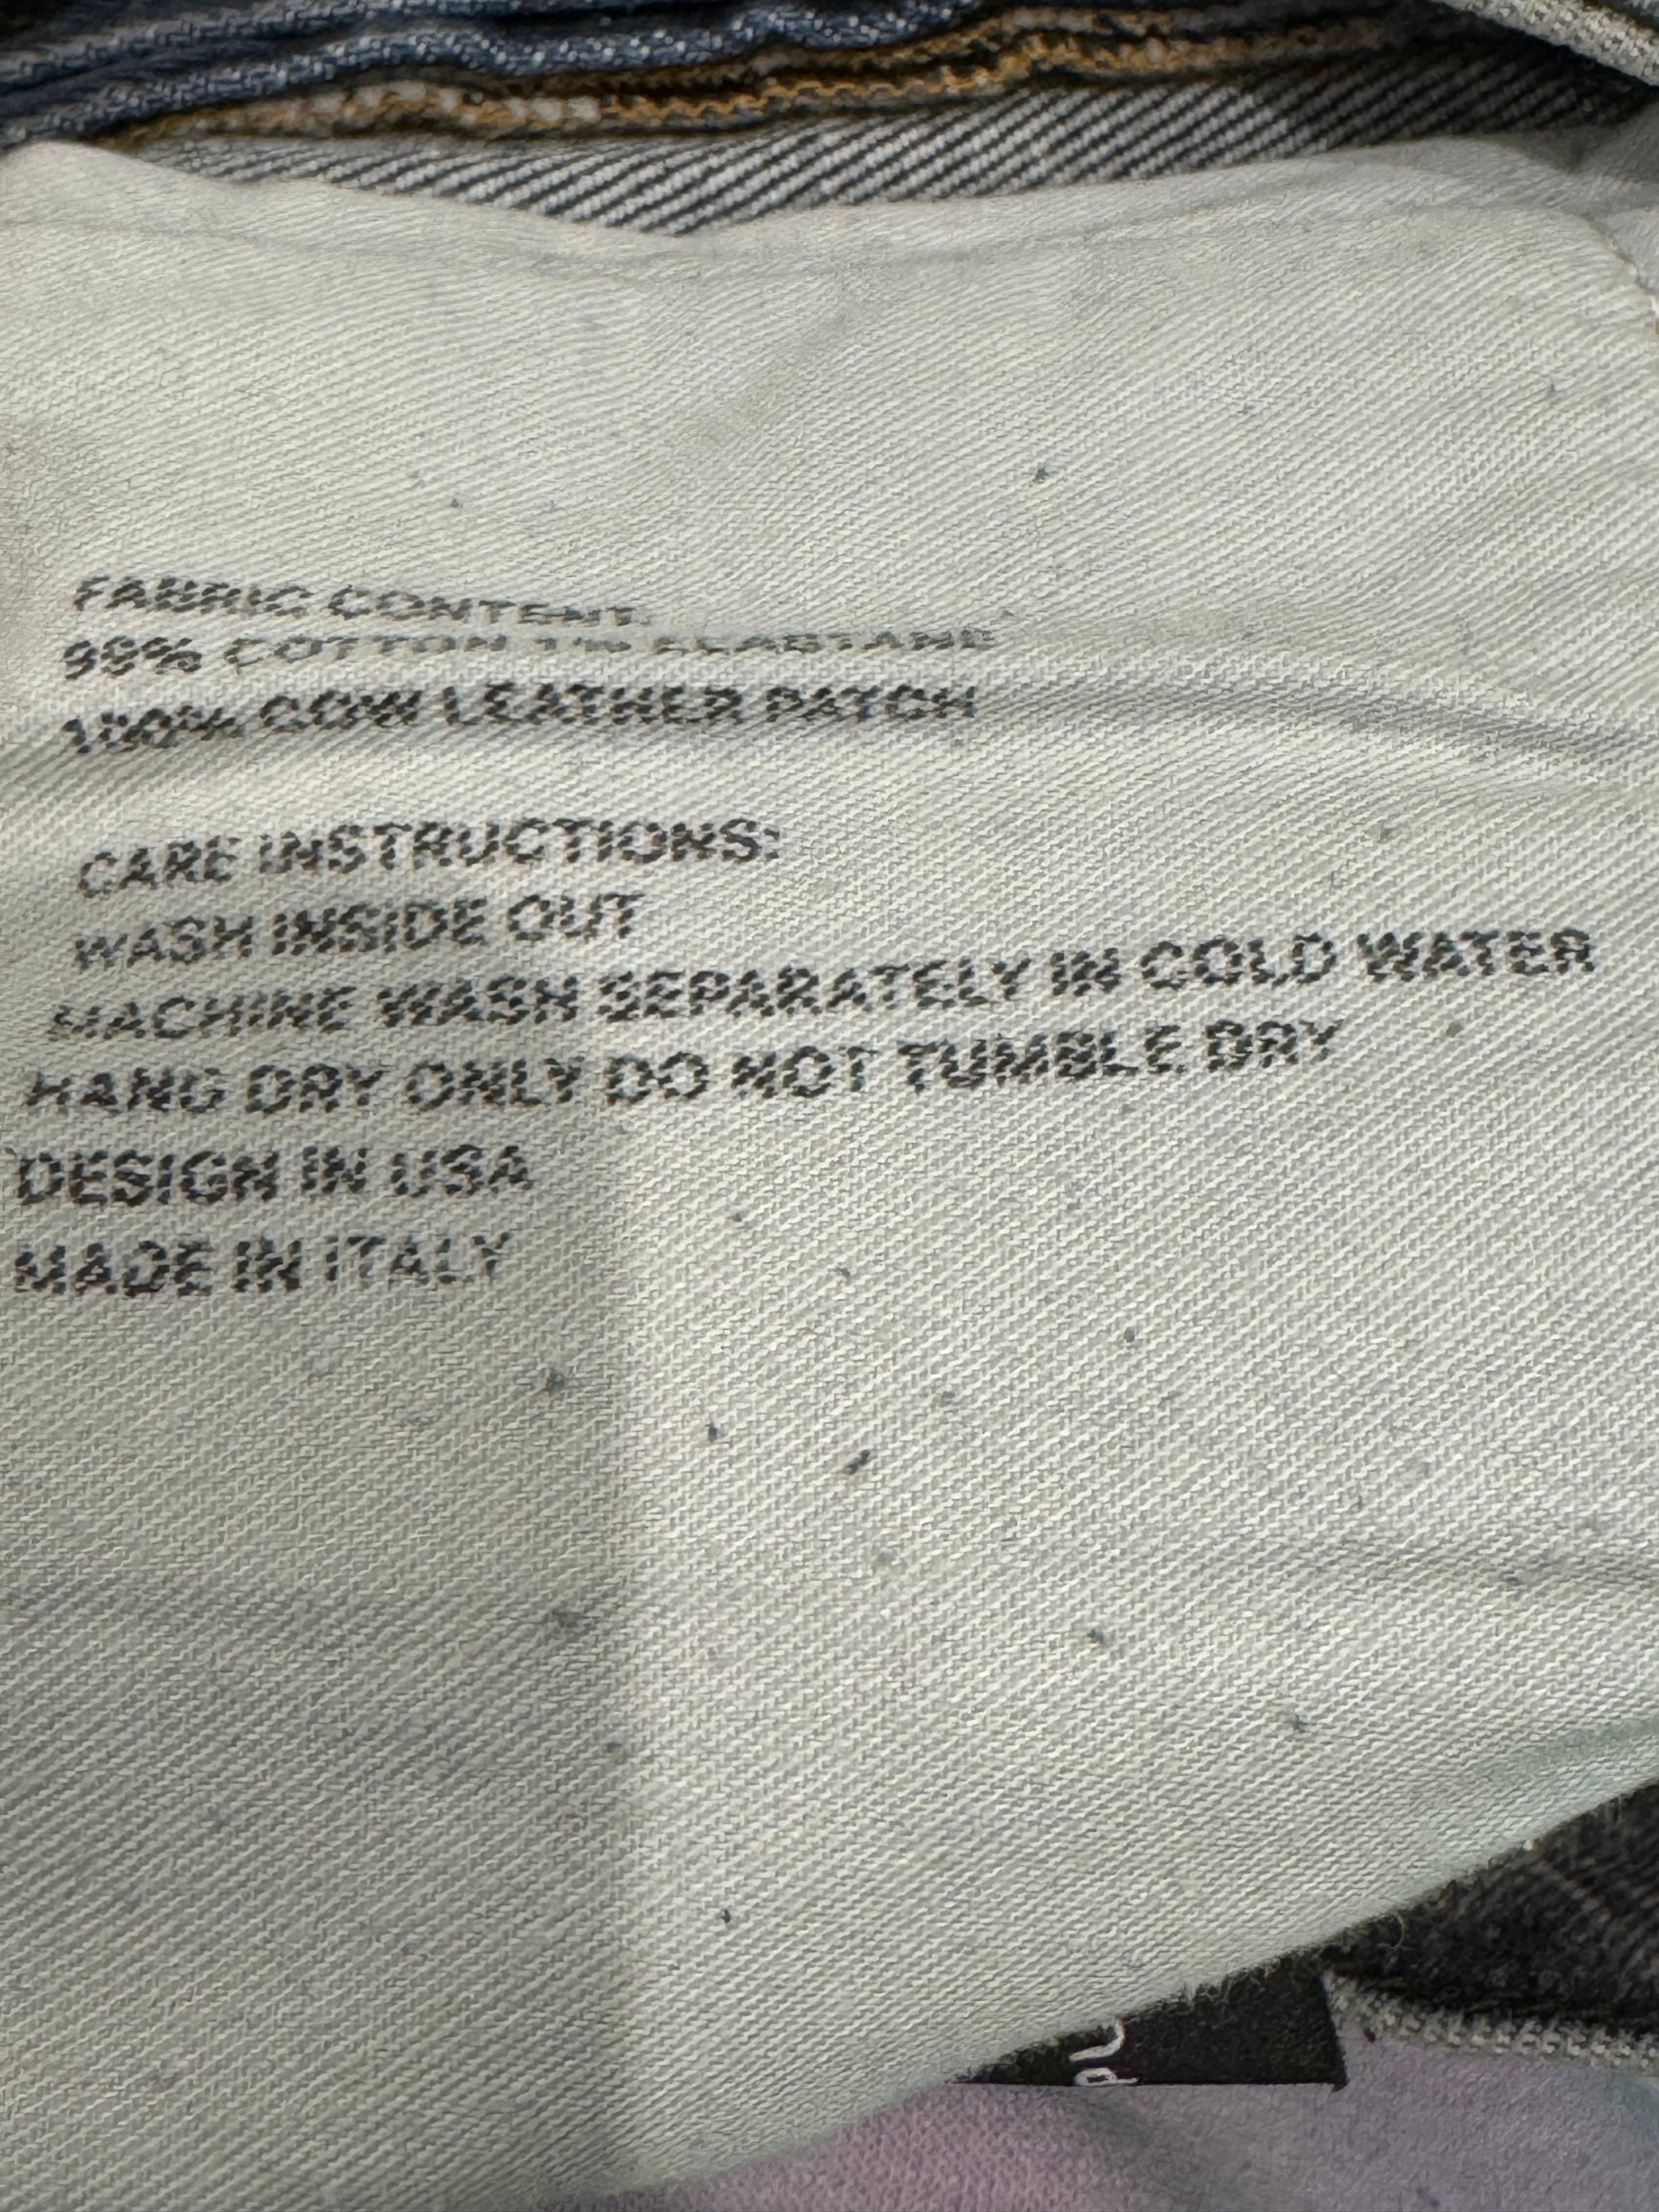 FABRIC CONTENT:
99% COTTON 1% ELASTANE
100% COW LEATHER PATCH
CARE INSTRUCTIONS:
WASH INSIDE OUT
MACHINE WASH SEPARATELY IN COLD WATER
HANG DRY ONLY DO NOT TUMBLE DRY
DESIGN IN USA
MADE IN ITALY